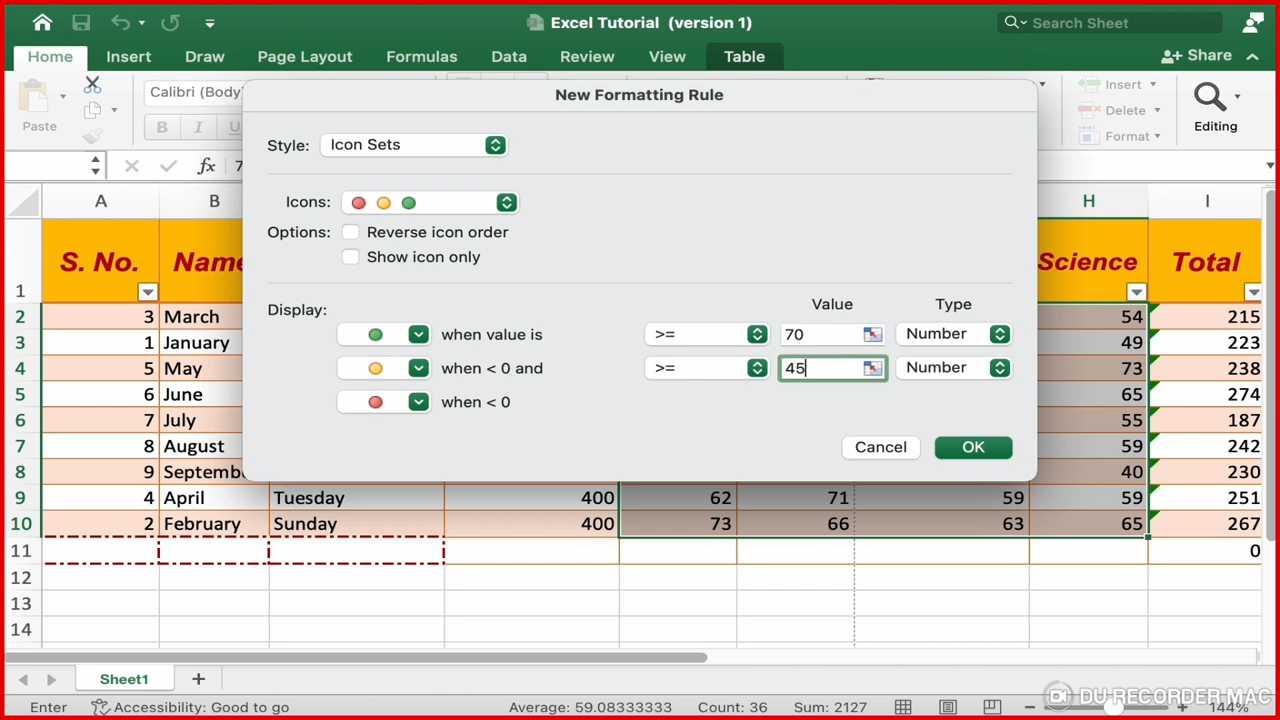 Excel Tutorial (version 1)
Search Sheet
Home Insert Draw Page Layout Formulas Data Review View Table Share
Paste
Calibri (Body)
B I U
Insert
Delete
Format
Editing
fx 7
New Formatting Rule
Style: Icon Sets
Icons:
Options: Reverse icon order
Show icon only
Display:
Value Type
when value is >= 70 Number
when < 0 and >= 45 Number
when < 0
Cancel OK
A B H I
1 S. No. Name Science Total
2 3 March 54 215
3 1 January 49 223
4 5 May 73 238
5 6 June 65 274
6 7 July 55 187
7 8 August 59 242
8 9 Septembe 40 230
9 4 April Tuesday 400 62 71 59 59 251
10 2 February Sunday 400 73 66 63 65 267
11 0
12
13
14
Sheet1 +
Enter Accessibility: Good to go Average: 59.08333333 Count: 36 Sum: 2127 − + 144%
DU RECORDER MAC